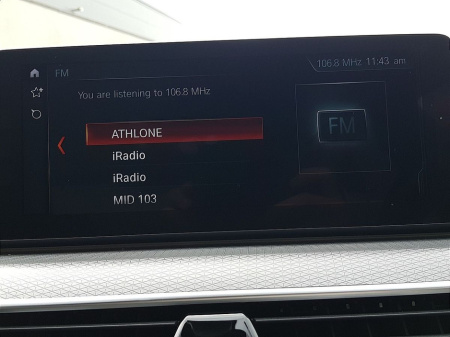 106.8 MHz 11:43 am
FM
You are listening to 106.8 MHz
FM
ATHLONE
iRadio
iRadio
MID 103